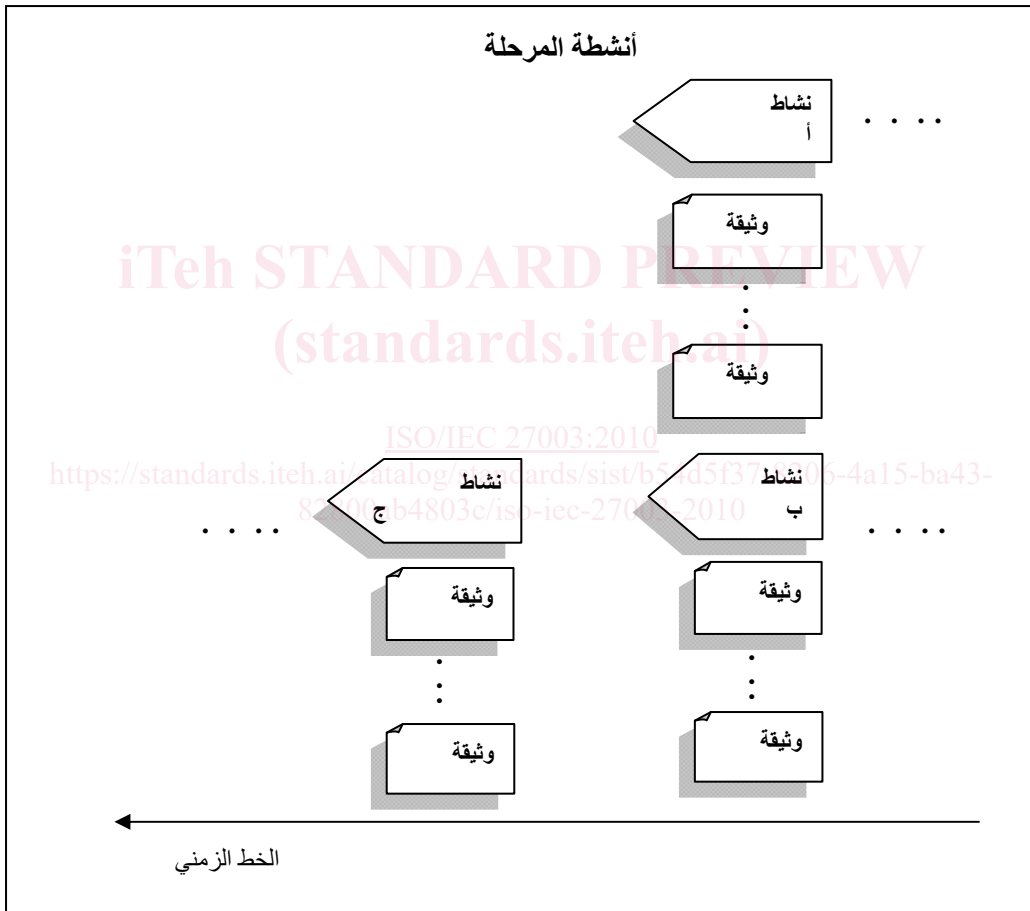 أنشطة المرحلة
نشاط
أ
. . . .
وثيقة
وثيقة
iTeh STANDARD PREVIEW
(standards.iteh.ai)
ISO/IEC 27003:2010
نشاط
ب
. . . .
وثيقة
وثيقة
نشاط
ج
. . . .
وثيقة
وثيقة
الخط الزمني